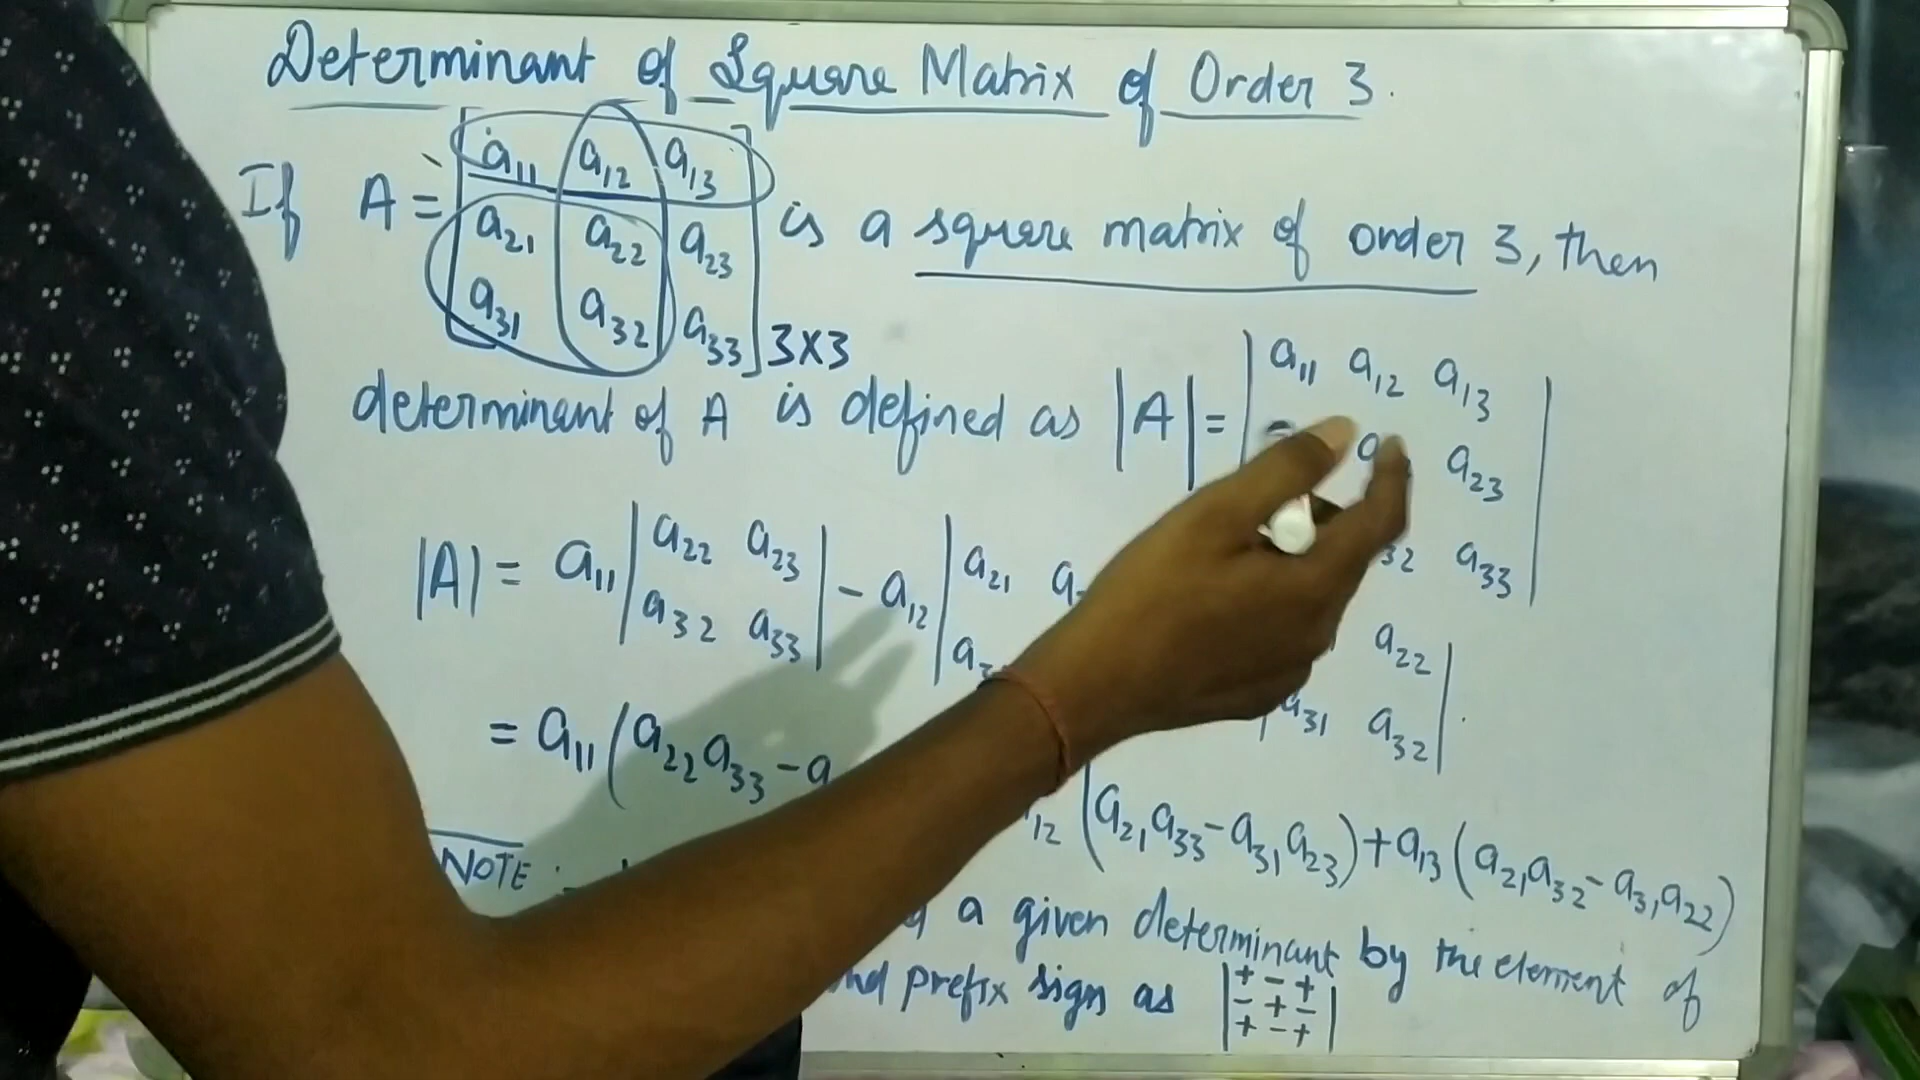 Determinant of Square Matrix of Order 3.
If A = [a11 a12 a13
a21 a22 a23
a31 a32 a33] 3X3 is a square matrix of order 3, then
determinant of A is defined as |A| = |a11 a12 a13
a23
32 a33|
|A| = a11 |a22 a23
a32 a33| - a12 |a21
a22
a31 a32| .
= a11 (a22 a33 - a
12 (a21 a33 - a31 a23) + a13 (a21 a32 - a31 a22)
NOTE :-
a given determinant by the element of
and prefix sign as |+ - +
- + -
+ - +|